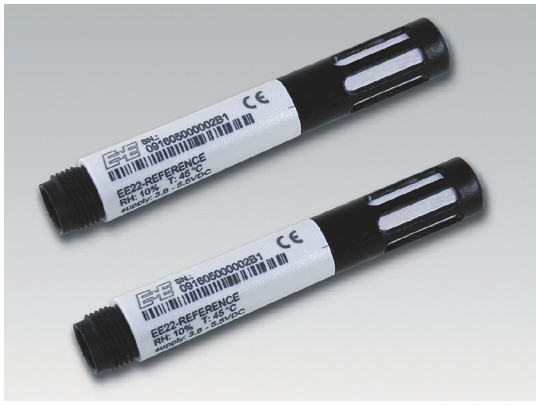 E+E SN.:
091605000002B1
CE
EE22-REFERENCE
RH: 10% T: 45 °C
supply: 3.8 - 5.5VDC
E+E SN.:
091605000002B1
CE
EE22-REFERENCE
RH: 10% T: 45 °C
supply: 3.8 - 5.5VDC